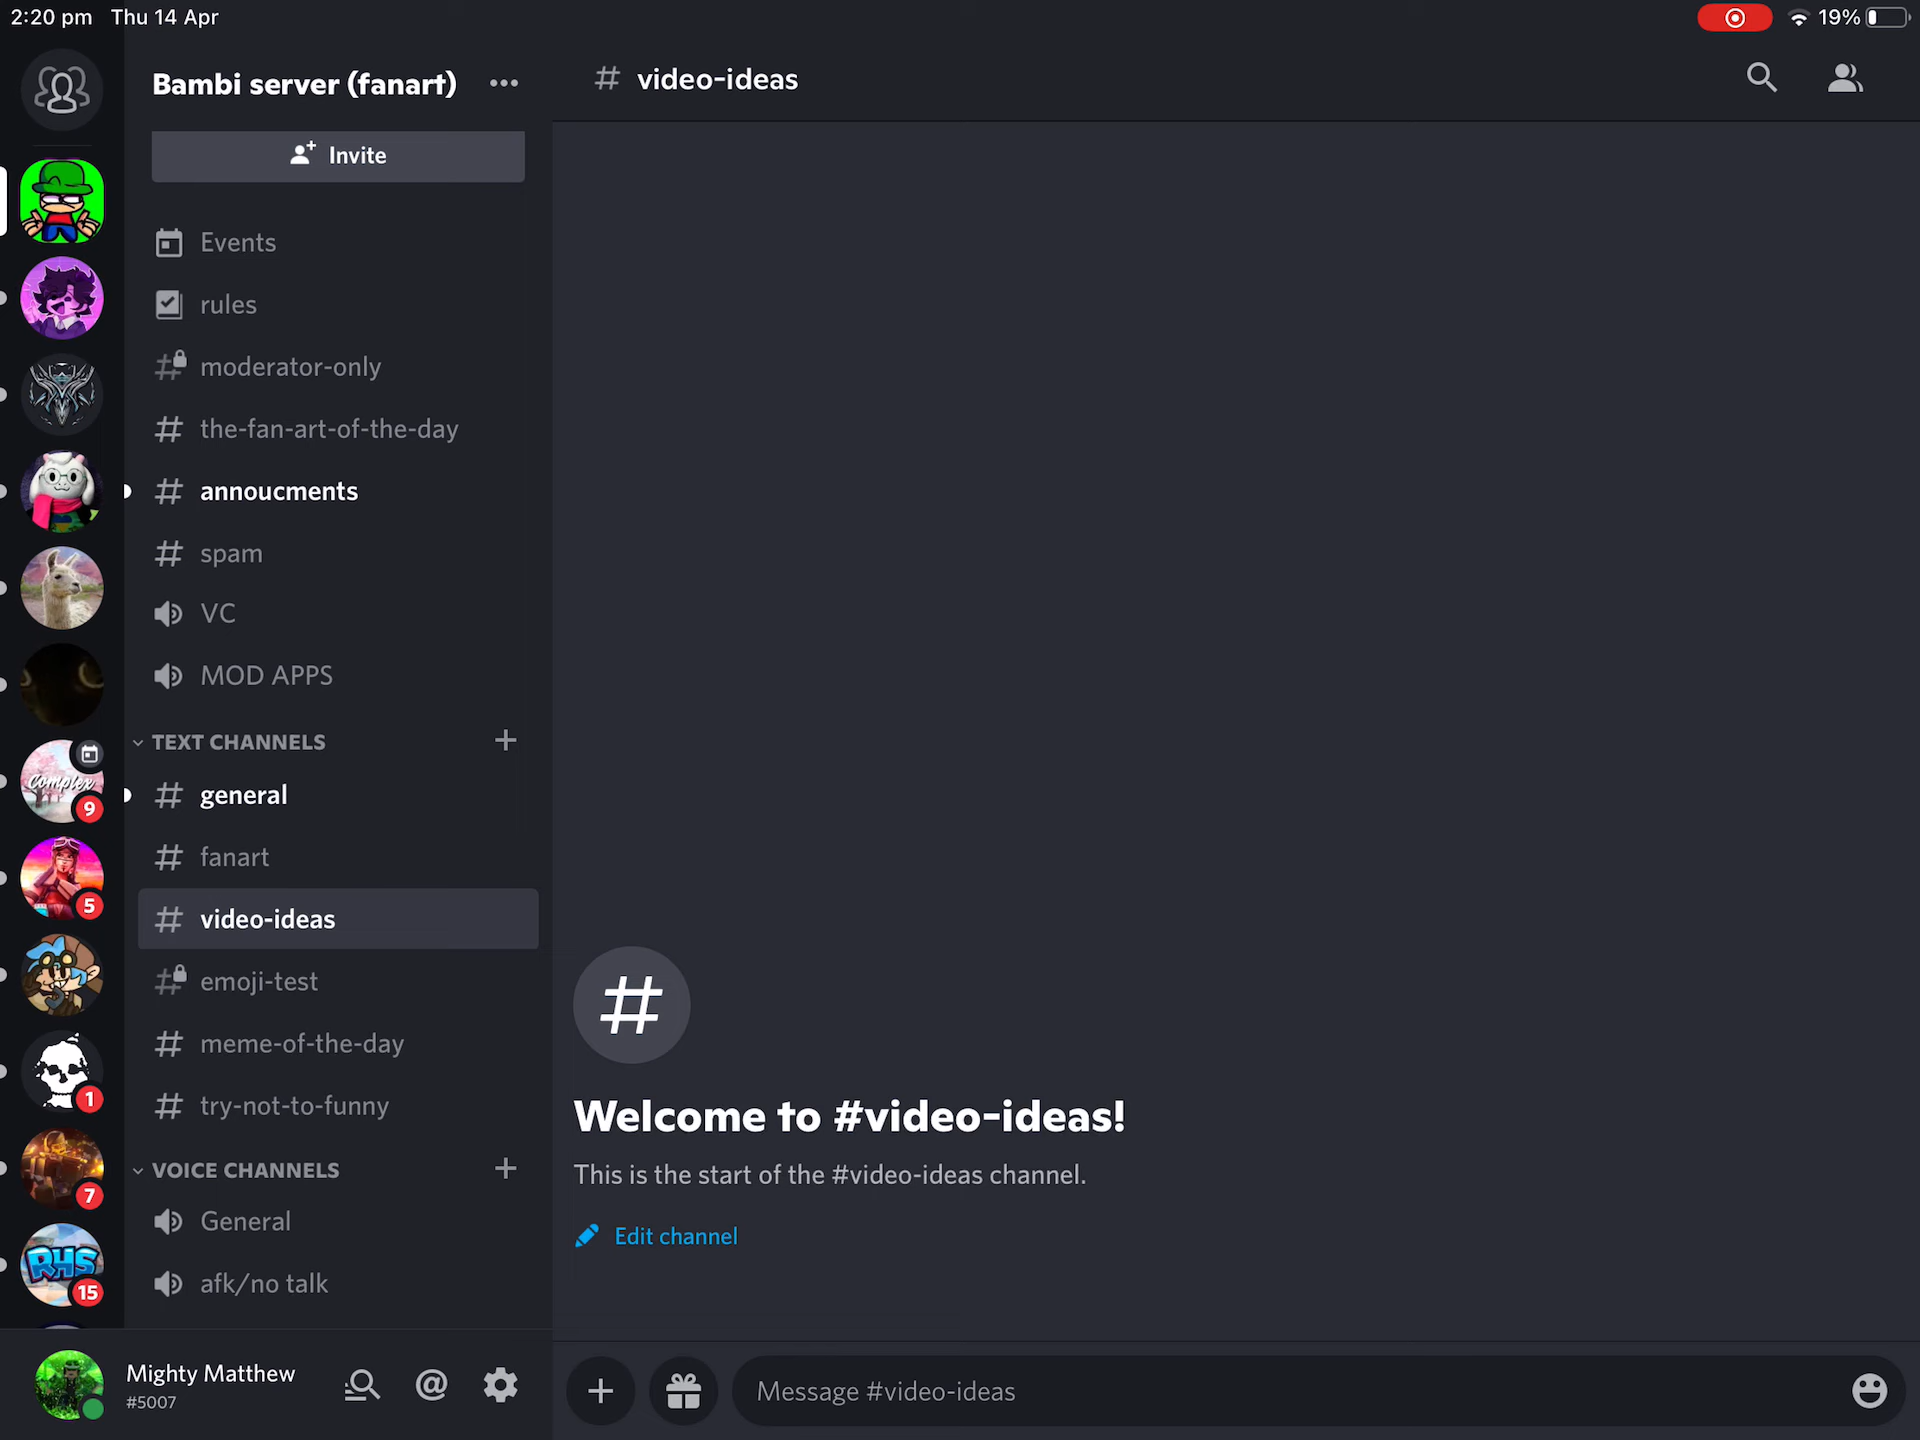 2:20 pm Thu 14 Apr
19%
Bambi server (fanart)
Invite
Events
rules
moderator-only
the-fan-art-of-the-day
annoucments
spam
VC
MOD APPS
TEXT CHANNELS
general
fanart
video-ideas
emoji-test
meme-of-the-day
try-not-to-funny
VOICE CHANNELS
General
afk/no talk
Complex
9
5
1
7
RHS
15
Mighty Matthew
#5007
# video-ideas
#
Welcome to #video-ideas!
This is the start of the #video-ideas channel.
Edit channel
Message #video-ideas